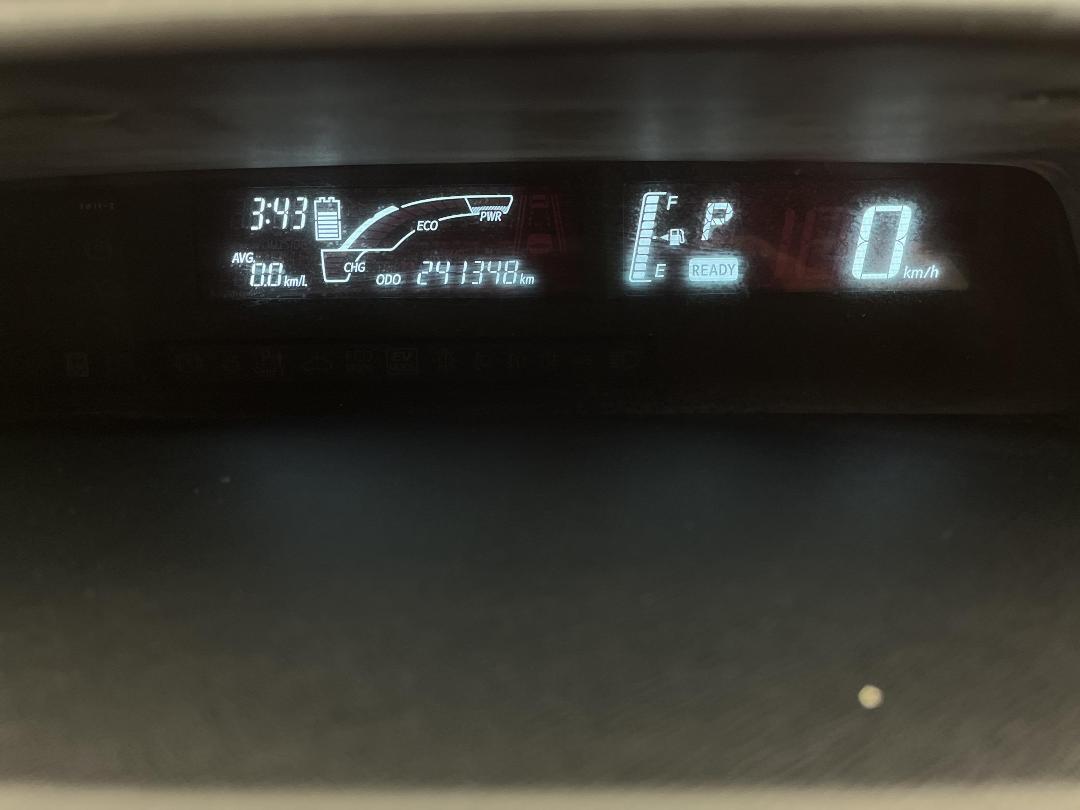 3:43
ECO PWR
AVG. 0.0 km/L
CHG
ODO 241348 km
F
P
E
READY
0 km/h